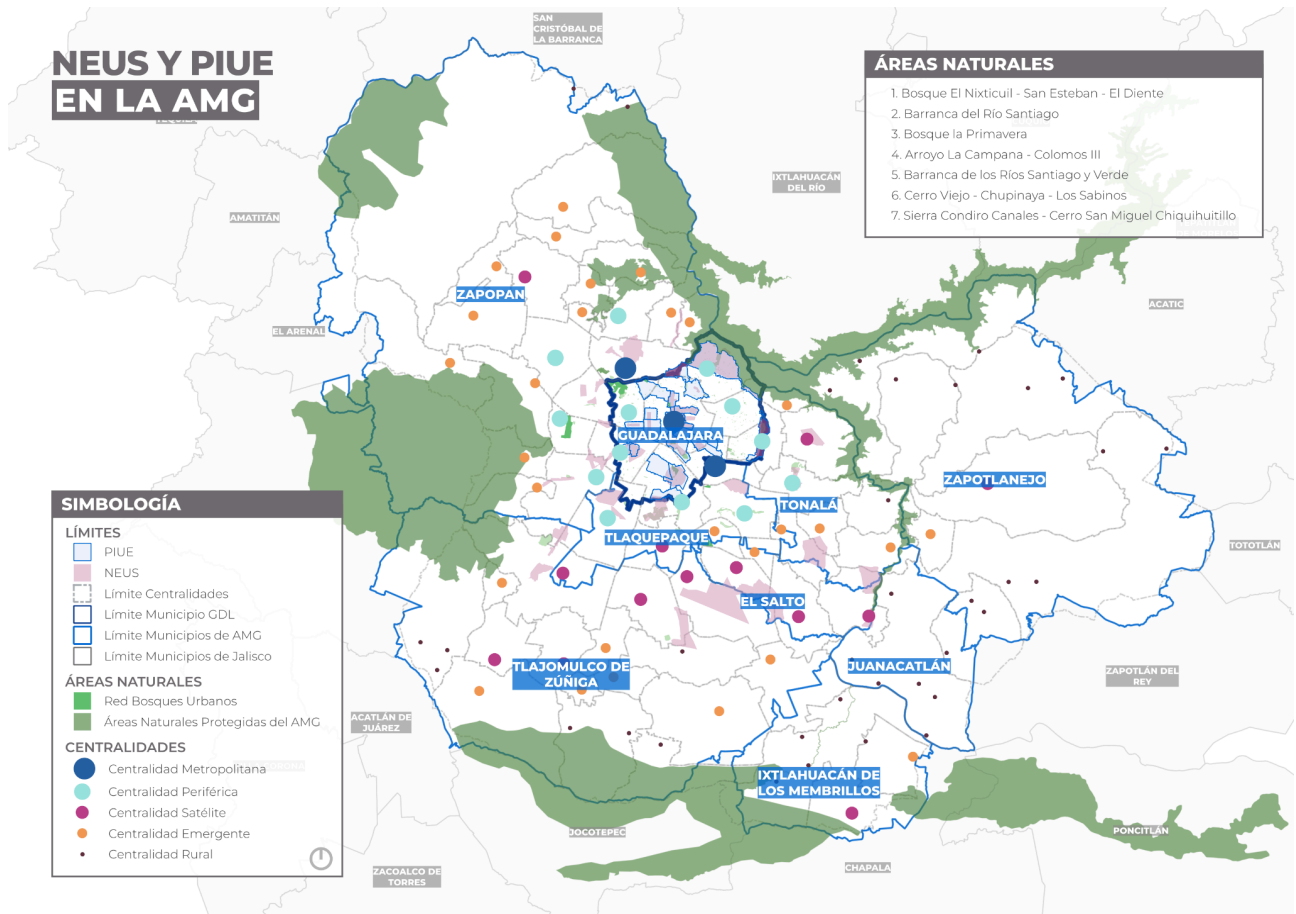 NEUS Y PIUE
EN LA AMG
SAN
CRISTÓBAL DE
LA BARRANCA
ÁREAS NATURALES
1. Bosque El Nixticuil - San Esteban - El Diente
2. Barranca del Río Santiago
3. Bosque la Primavera
4. Arroyo La Campana - Colomos III
5. Barranca de los Ríos Santiago y Verde
6. Cerro Viejo - Chupinaya - Los Sabinos
7. Sierra Condiro Canales - Cerro San Miguel Chiquihuitillo
IXTLAHUACÁN
DEL RÍO
AMATITÁN
ZAPOPAN
ACATIC
EL ARENAL
GUADALAJARA
ZAPOTLANEJO
TONALÁ
TLAQUEPAQUE
TOTOTLÁN
EL SALTO
TLAJOMULCO DE
ZÚÑIGA
JUANACATLÁN
ZAPOTLÁN DEL
REY
ACATLÁN DE
JUÁREZ
IXTLAHUACÁN DE
LOS MEMBRILLOS
JOCOTEPEC
PONCITLÁN
CHAPALA
ZACOALCO DE
TORRES
SIMBOLOGÍA
LÍMITES
PIUE
NEUS
Límite Centralidades
Límite Municipio GDL
Límite Municipios de AMG
Límite Municipios de Jalisco
ÁREAS NATURALES
Red Bosques Urbanos
Áreas Naturales Protegidas del AMG
CENTRALIDADES
Centralidad Metropolitana
Centralidad Periférica
Centralidad Satélite
Centralidad Emergente
Centralidad Rural